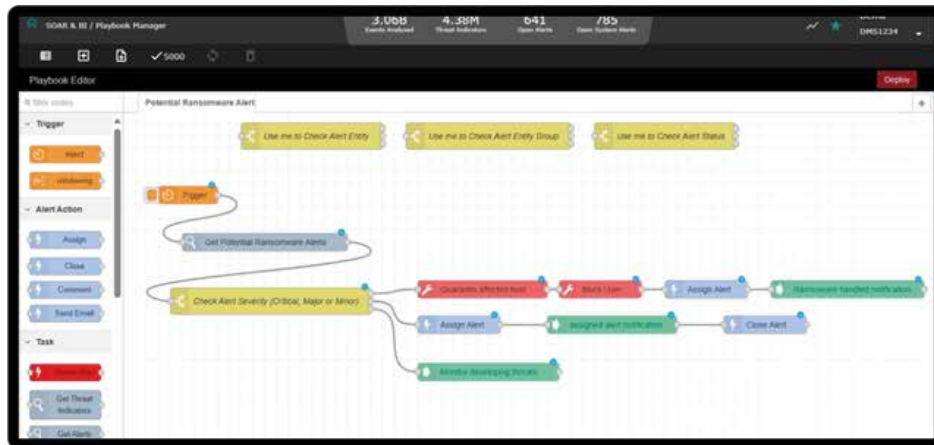 SOAR & BI / Playbook Manager
3.06B
Events Analyzed
4.38M
Threat Indicators
641
Open Alerts
785
Open System Alerts
DMS1234
5000
Playbook Editor
Deploy
filter nodes
Potential Ransomware Alert
+
Trigger
inject
Use me to Check Alert Entity
Use me to Check Alert Entity Group
Use me to Check Alert Status
Trigger
Alert Action
Assign
Close
Comment
Send Email
Get Potential Ransomware Alerts
Check Alert Severity (Critical, Major or Minor)
Quarantine affected host
Block User
Assign Alert
Ransomware handled notification
Assign Alert
assigned alert notification
Close Alert
Monitor developing threats
Task
Get Threat
Indicators
Get Alerts